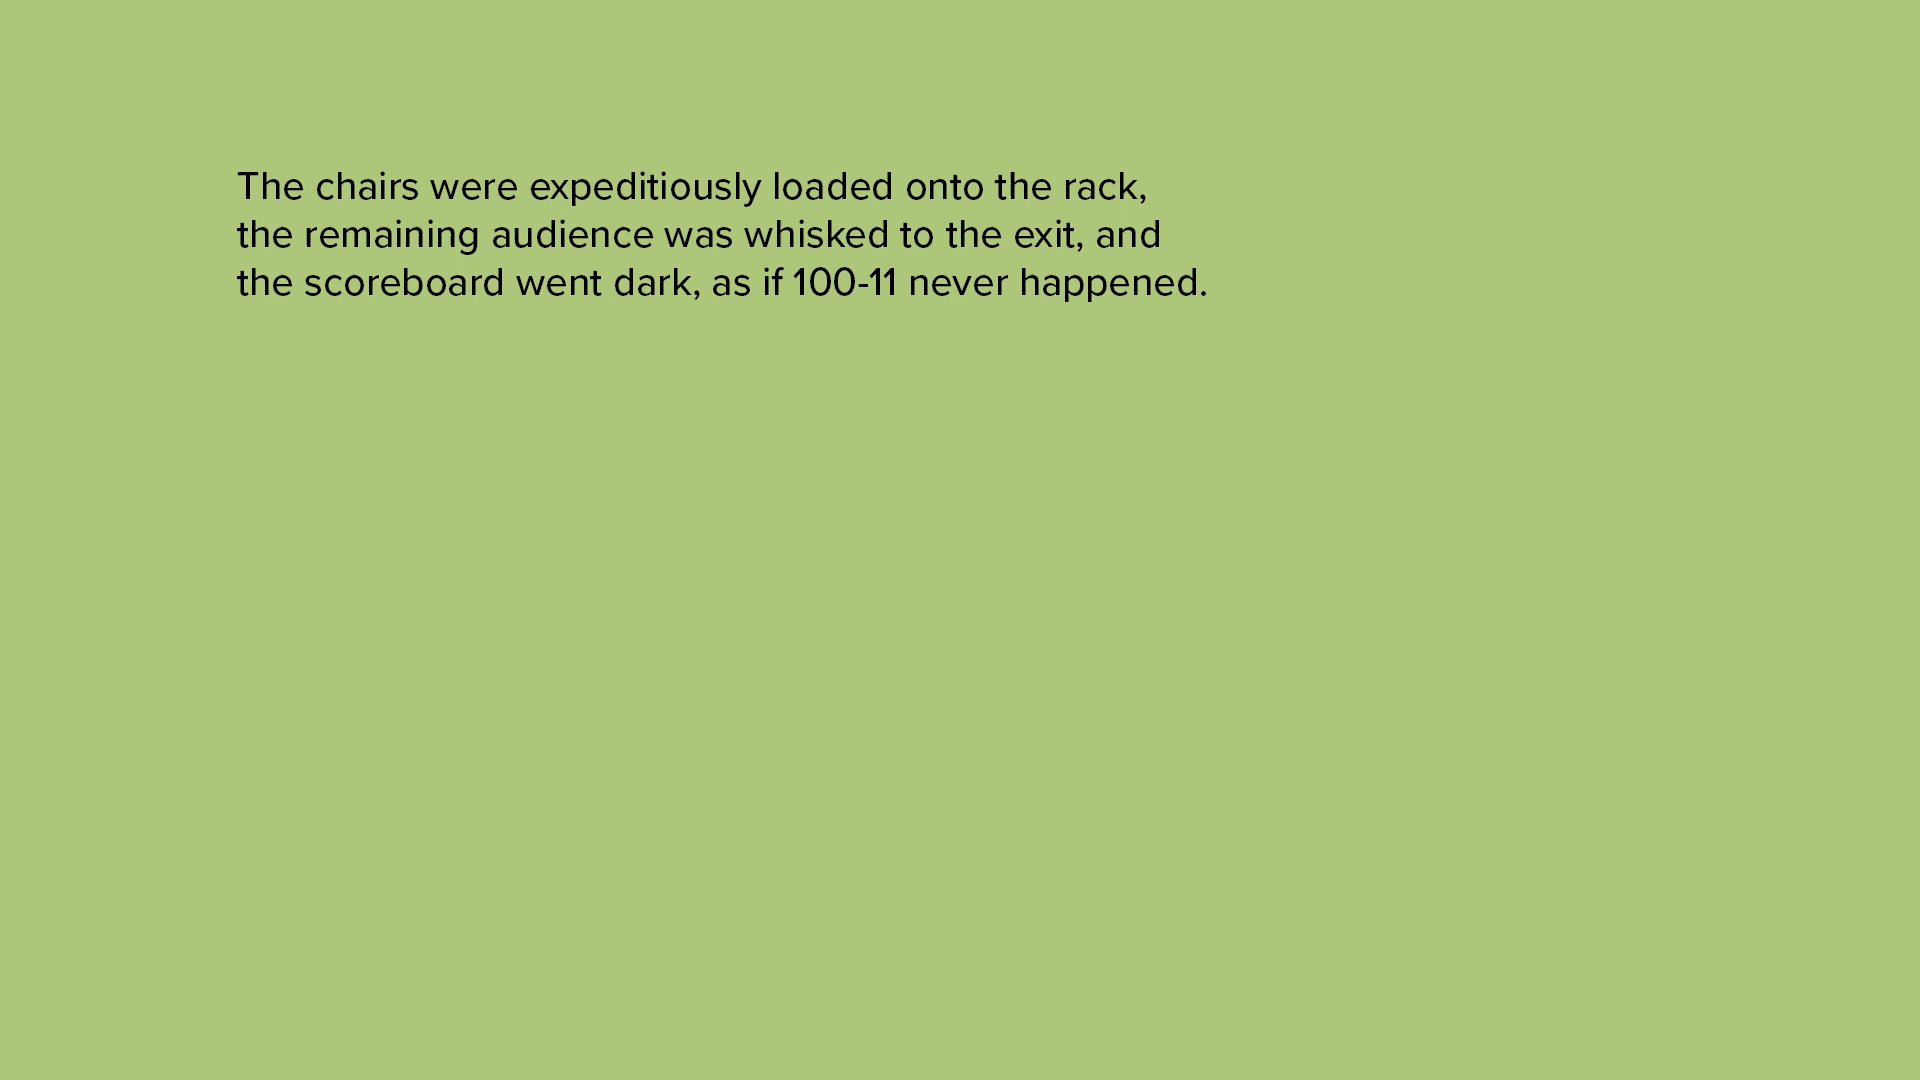 The chairs were expeditiously loaded onto the rack,
the remaining audience was whisked to the exit, and
the scoreboard went dark, as if 100-11 never happened.